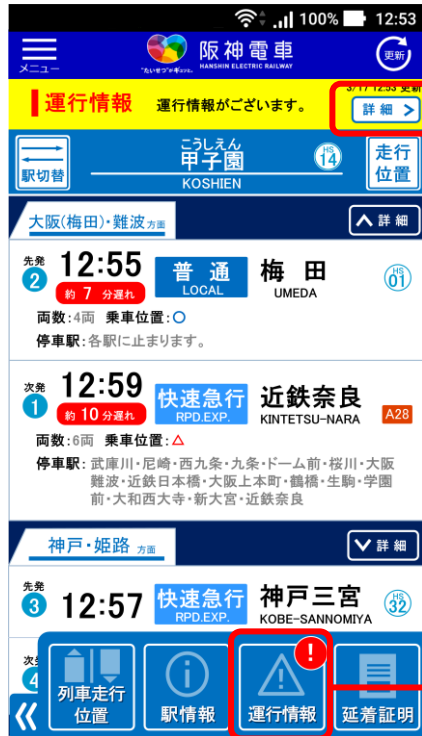 100% 12:53
メニュー
"たいせつ"がギュッと。
阪神電車
HANSHIN ELECTRIC RAILWAY
更新
運行情報 運行情報がございます。
3/17 12:53 更新
詳細 >
駅切替
こうしえん
甲子園
KOSHIEN
HS
14
走行
位置
大阪(梅田)・難波方面
詳細
先発
2
12:55
約7分遅れ
普通
LOCAL
梅田
UMEDA
HS
01
両数:4両 乗車位置:○
停車駅:各駅に止まります。
次発
1
12:59
約10分遅れ
快速急行
RPD.EXP.
近鉄奈良
KINTETSU-NARA
A28
両数:6両 乗車位置:△
停車駅:武庫川・尼崎・西九条・九条・ドーム前・桜川・大阪
難波・近鉄日本橋・大阪上本町・鶴橋・生駒・学園
前・大和西大寺・新大宮・近鉄奈良
神戸・姫路 方面
詳細
先発
3
12:57
快速急行
RPD.EXP.
神戸三宮
KOBE-SANNOMIYA
HS
32
次発
4
列車走行
位置
駅情報
運行情報
延着証明